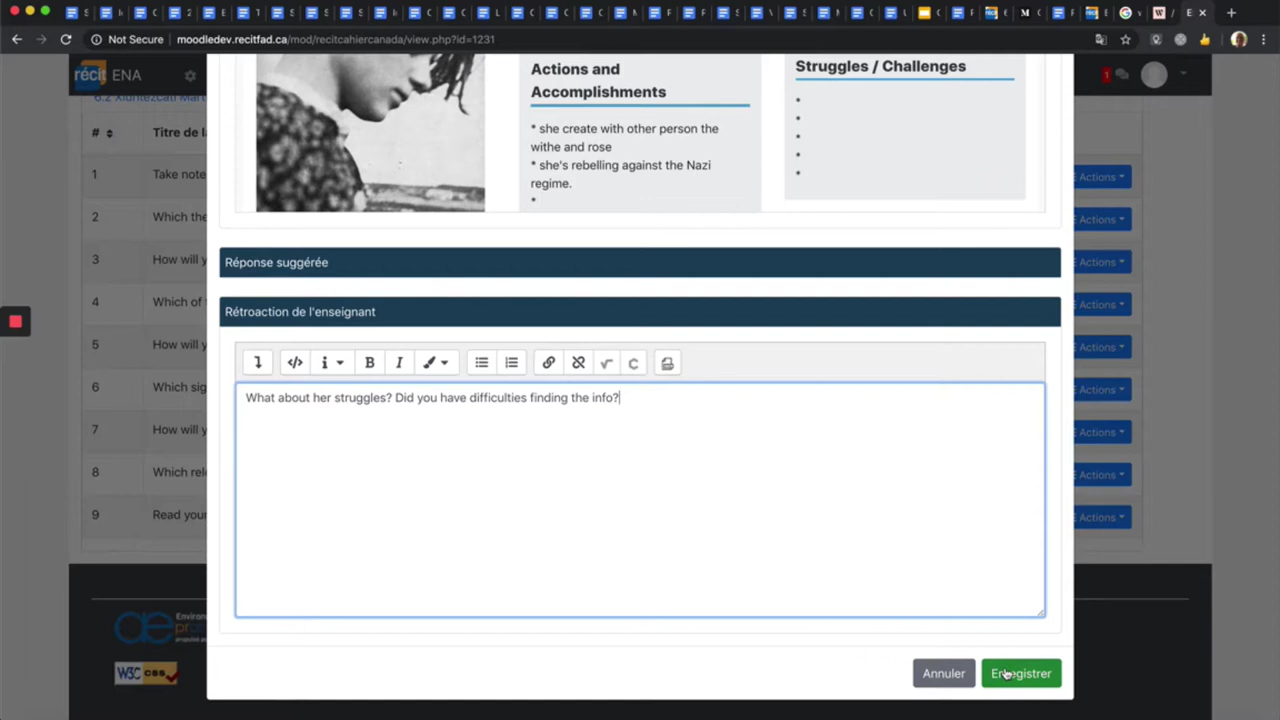 Not Secure
moodledev.recitfad.ca/mod/recitcahiercanada/view.php?id=1231
récit ENA
1
# Titre de la
1 Take note
2 Which the
3 How will y
4 Which of
5 How will y
6 Which sig
7 How will y
8 Which rel
9 Read your
Actions
Actions
Actions
Actions
Actions
Actions
Actions
Actions
Actions
Actions and
Accomplishments
* she create with other person the
withe and rose
* she's rebelling against the Nazi
regime.
*
Struggles / Challenges
*
*
*
*
*
Réponse suggérée
Rétroaction de l'enseignant
B I
What about her struggles? Did you have difficulties finding the info?
Annuler
Enregistrer
Environ
W3C css